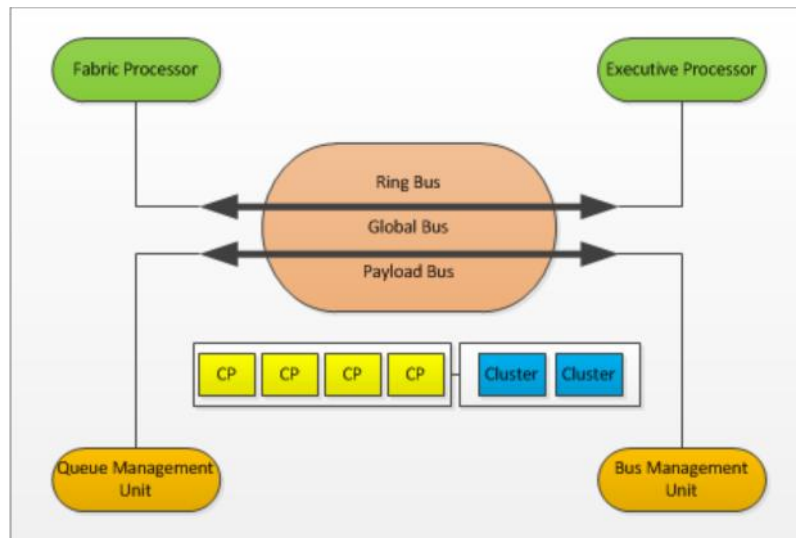 Fabric Processor
Executive Processor
Ring Bus
Global Bus
Payload Bus
CP
CP
CP
CP
Cluster
Cluster
Queue Management
Unit
Bus Management
Unit